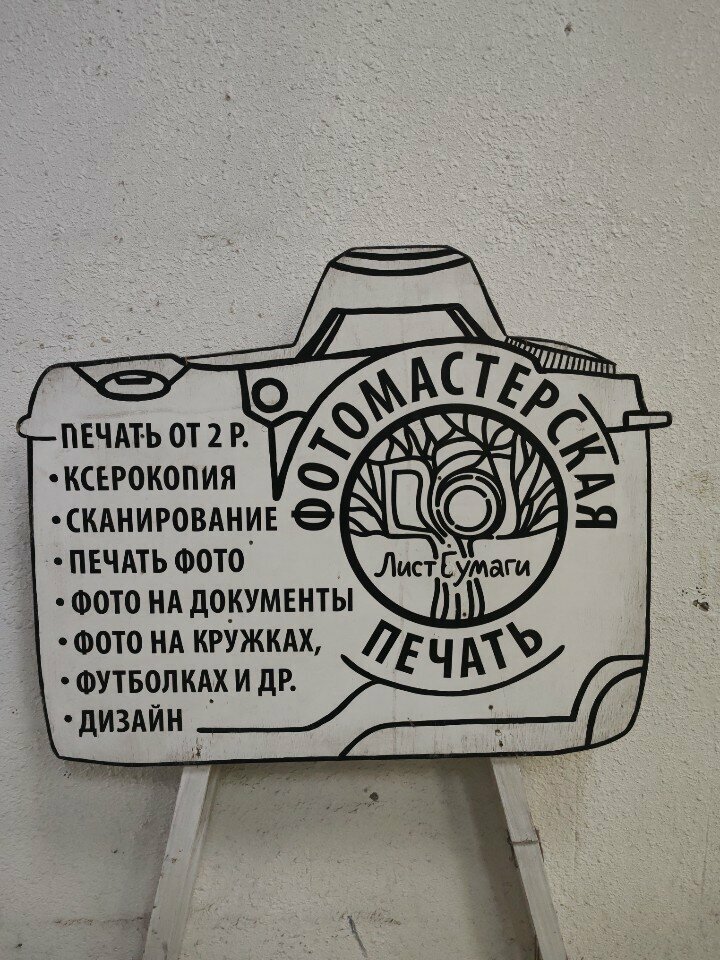 ПЕЧАТЬ ОТ 2 Р.
• КСЕРОКОПИЯ
• СКАНИРОВАНИЕ
• ПЕЧАТЬ ФОТО
• ФОТО НА ДОКУМЕНТЫ
• ФОТО НА КРУЖКАХ,
• ФУТБОЛКАХ И ДР.
• ДИЗАЙН
ФОТОМАСТЕРСКАЯ
Лист Бумаги
ПЕЧАТЬ